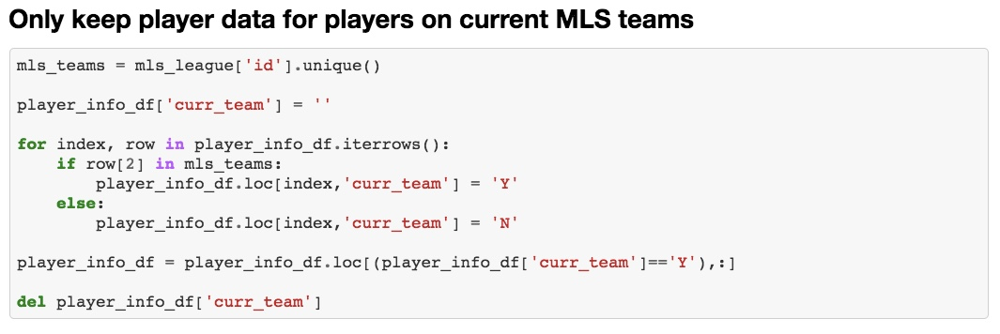 Only keep player data for players on current MLS teams
mls_teams = mls_league['id'].unique()
player_info_df['curr_team'] = ''
for index, row in player_info_df.iterrows():
    if row[2] in mls_teams:
        player_info_df.loc[index,'curr_team'] = 'Y'
    else:
        player_info_df.loc[index,'curr_team'] = 'N'
player_info_df = player_info_df.loc[(player_info_df['curr_team']=='Y'),:]
del player_info_df['curr_team']